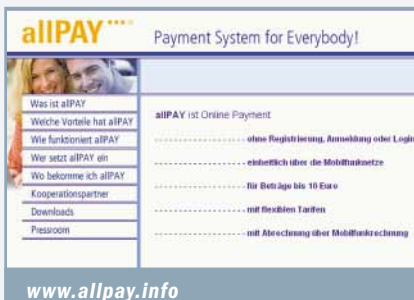 allPAY
Payment System for Everybody!
Was ist allPAY
Welche Vorteile hat allPAY
Wie funktioniert allPAY
Wer setzt allPAY ein
Wo bekomme ich allPAY
Kooperationspartner
Downloads
Pressroom
allPAY ist Online Payment
ohne Registrierung, Anmeldung oder Login
einheitlich über die Mobilfunknetze
für Beträge bis 10 Euro
mit flexiblen Tarifen
mit Abrechnung über Mobilfunkrechnung
www.allpay.info